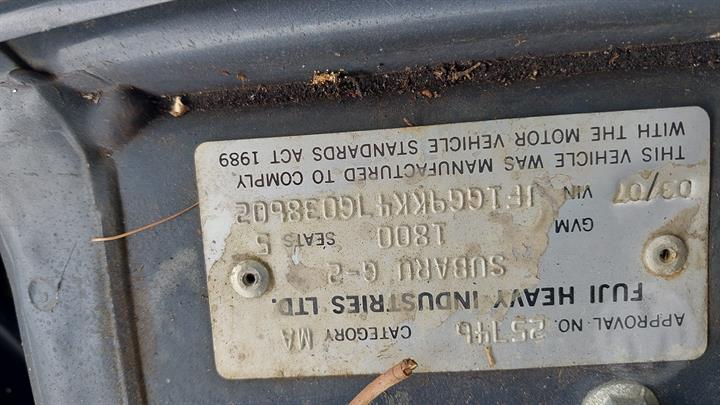 APPROVAL NO. 25746 CATEGORY MA
FUJI HEAVY INDUSTRIES LTD.
SUBARU G-2
GVM 1800 SEATS 5
03/07 VIN JF1GG9KK47G038602
THIS VEHICLE WAS MANUFACTURED TO COMPLY
WITH THE MOTOR VEHICLE STANDARDS ACT 1989